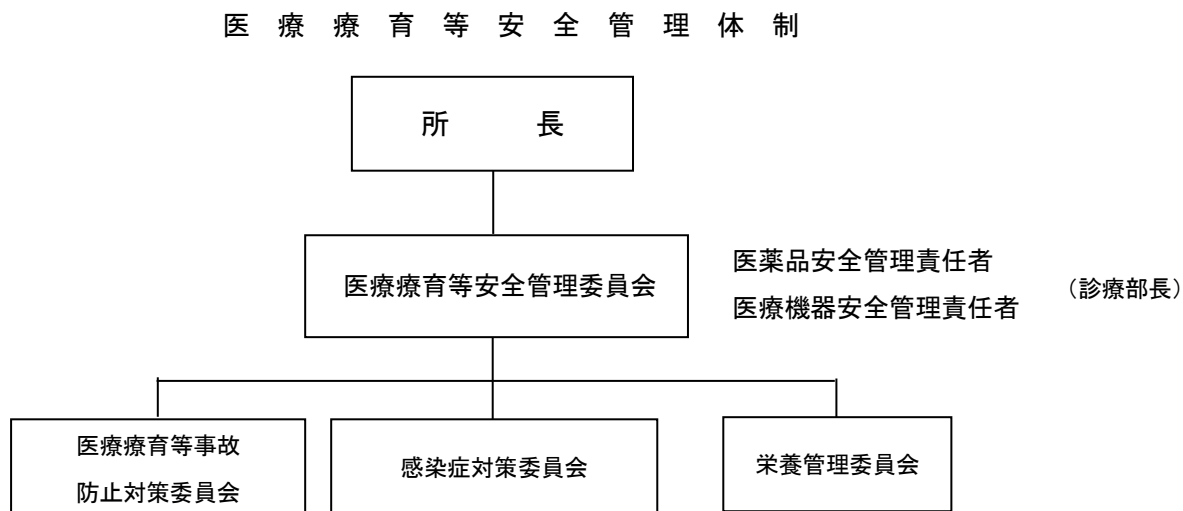 医療療育等安全管理体制
所長
医療療育等安全管理委員会
医薬品安全管理責任者
医療機器安全管理責任者
（診療部長）
医療療育等事故
防止対策委員会
感染症対策委員会
栄養管理委員会